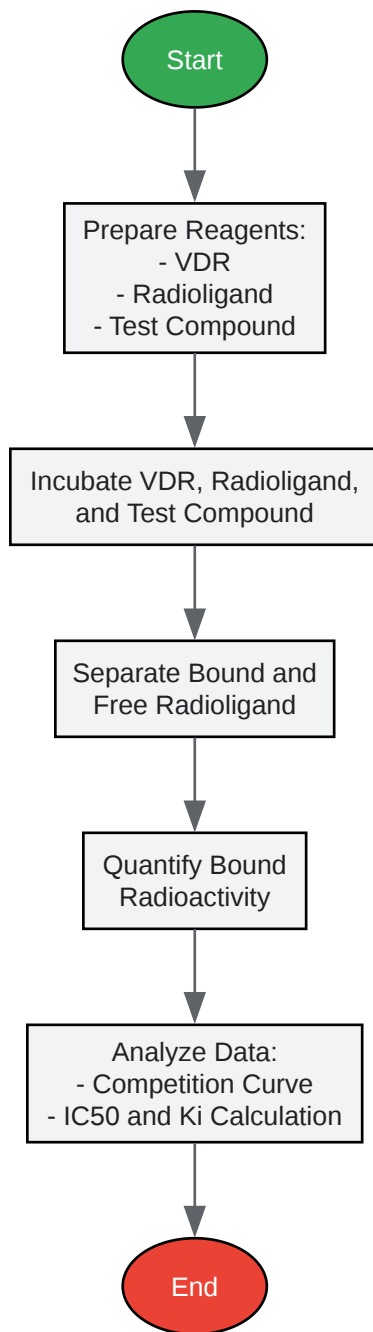 Start
Prepare Reagents:
- VDR
- Radioligand
- Test Compound
Incubate VDR, Radioligand,
and Test Compound
Separate Bound and
Free Radioligand
Quantify Bound
Radioactivity
Analyze Data:
- Competition Curve
- IC50 and Ki Calculation
End